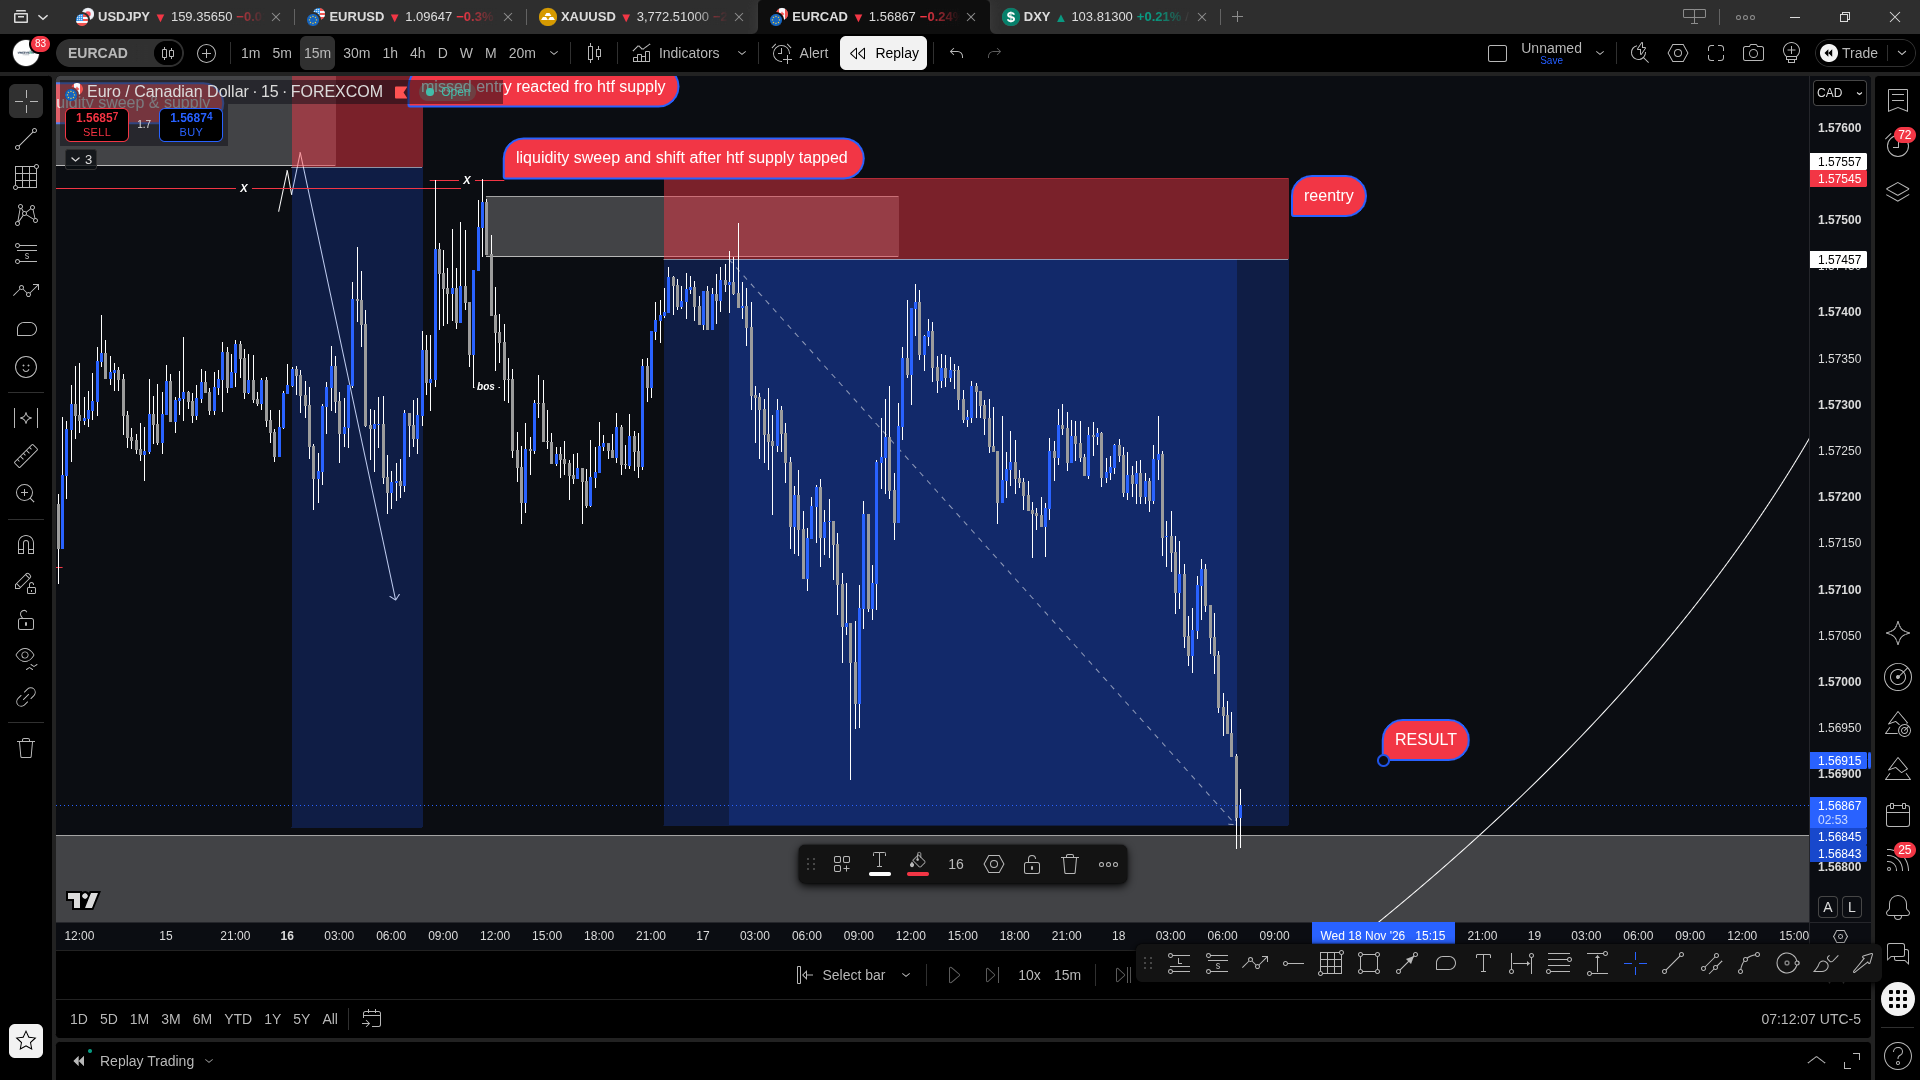 USDJPY 159.35650 −0.0
EURUSD 1.09647 −0.3%
XAUUSD 3,772.51000 −2
EURCAD 1.56867 −0.24%
DXY 103.81300 +0.21%
83
EURCAD
1m 5m 15m 30m 1h 4h D W M 20m
Indicators
Alert
Replay
Unnamed
Save
Trade
Euro / Canadian Dollar · 15 · FOREXCOM
Open
missed entry reacted fro htf supply
uidity sweep & supply
1.56857
SELL
1.7
1.56874
BUY
3
liquidity sweep and shift after htf supply tapped
reentry
X
X
bos
RESULT
CAD
1.57600
1.57557
1.57545
1.57500
1.57457
1.57400
1.57350
1.57300
1.57250
1.57200
1.57150
1.57100
1.57050
1.57000
1.56950
1.56915
1.56900
1.56867
02:53
1.56845
1.56843
1.56800
A L
72
25
16
12:00 15 21:00 16 03:00 06:00 09:00 12:00 15:00 18:00 21:00 17 03:00 06:00 09:00 12:00 15:00 18:00 21:00 18 03:00 06:00 09:00 Wed 18 Nov '26 15:15 21:00 19 03:00 06:00 09:00 12:00 15:00
Select bar 10x 15m
1D 5D 1M 3M 6M YTD 1Y 5Y All
07:12:07 UTC-5
Replay Trading